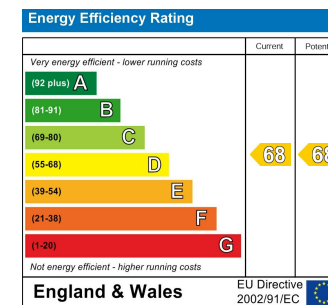 Energy Efficiency Rating
Current Potent
Very energy efficient - lower running costs
(92 plus) A
(81-91) B
(69-80) C
(55-68) D
68 68
(39-54) E
(21-38) F
(1-20) G
Not energy efficient - higher running costs
England & Wales
EU Directive
2002/91/EC